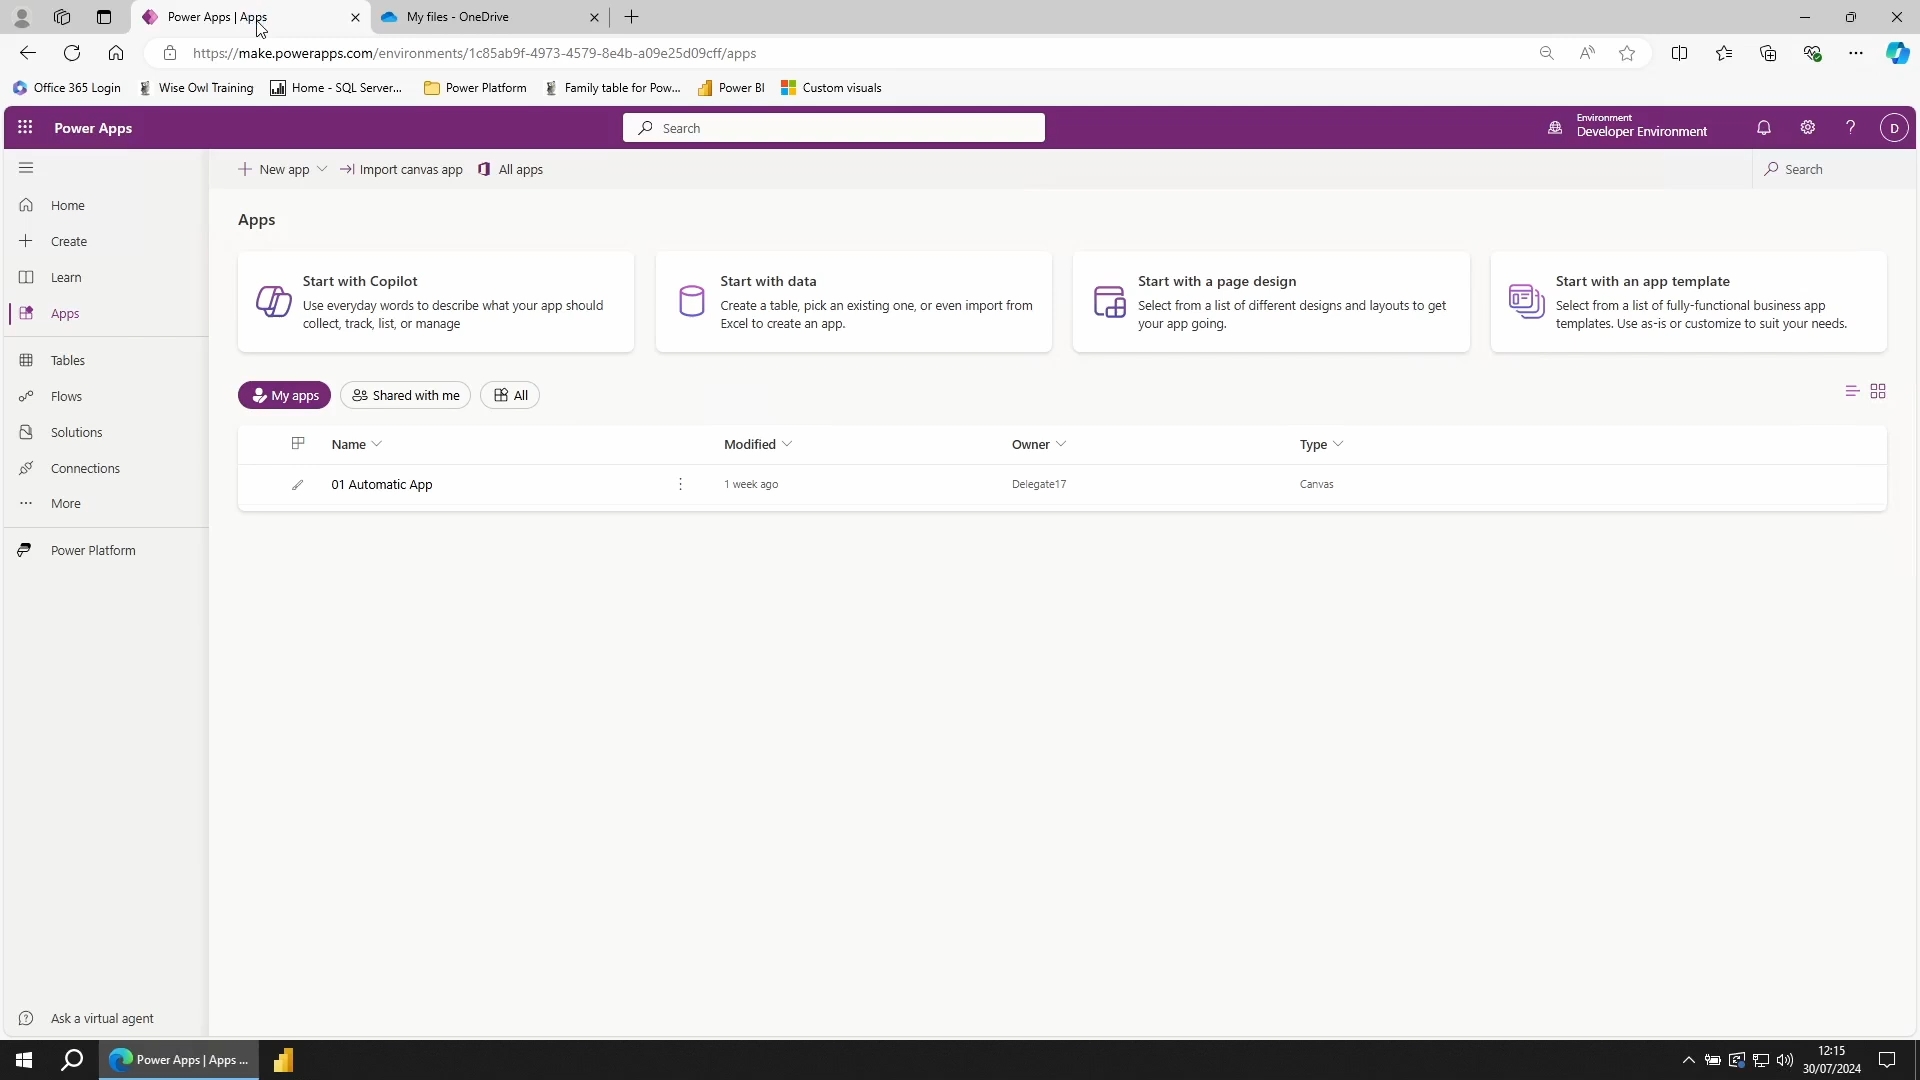 Power Apps | Apps
My files - OneDrive
https://make.powerapps.com/environments/1c85ab9f-4973-4579-8e4b-a09e25d09cff/apps
Office 365 Login
Wise Owl Training
Home - SQL Server...
Power Platform
Family table for Pow...
Power BI
Custom visuals
Power Apps
Search
Environment
Developer Environment
D
New app
Import canvas app
All apps
Search
Home
Create
Learn
Apps
Tables
Flows
Solutions
Connections
More
Power Platform
Ask a virtual agent
Apps
Start with Copilot
Use everyday words to describe what your app should
collect, track, list, or manage
Start with data
Create a table, pick an existing one, or even import from
Excel to create an app.
Start with a page design
Select from a list of different designs and layouts to get
your app going.
Start with an app template
Select from a list of fully-functional business app
templates. Use as-is or customize to suit your needs.
My apps
Shared with me
All
Name
Modified
Owner
Type
01 Automatic App
1 week ago
Delegate17
Canvas
Power Apps | Apps ...
12:15
30/07/2024